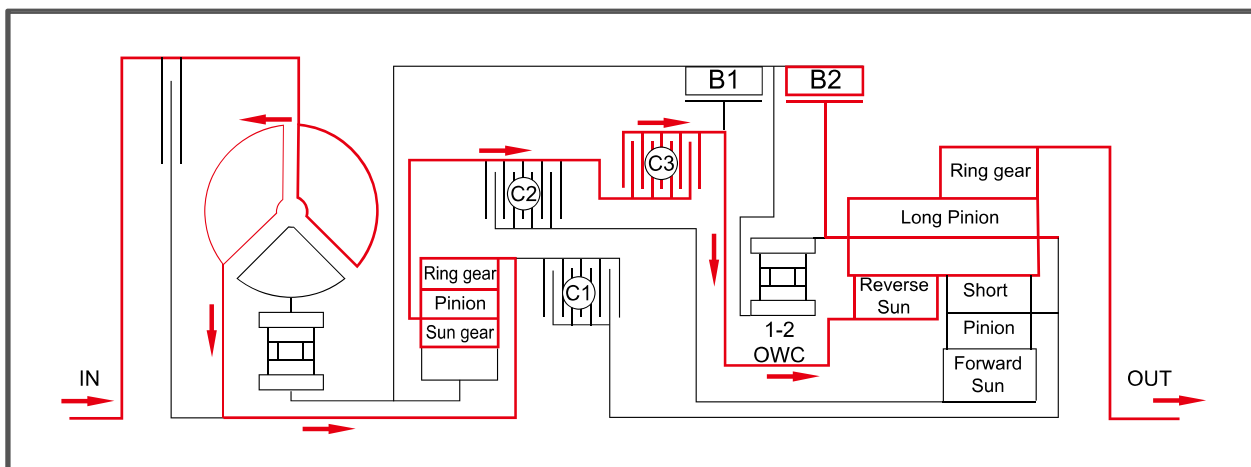 B1
B2
C3
Ring gear
C2
Long Pinion
Ring gear
C1
Reverse
Sun
Short
Pinion
Pinion
Sun gear
1-2
OWC
Forward
Sun
IN
OUT